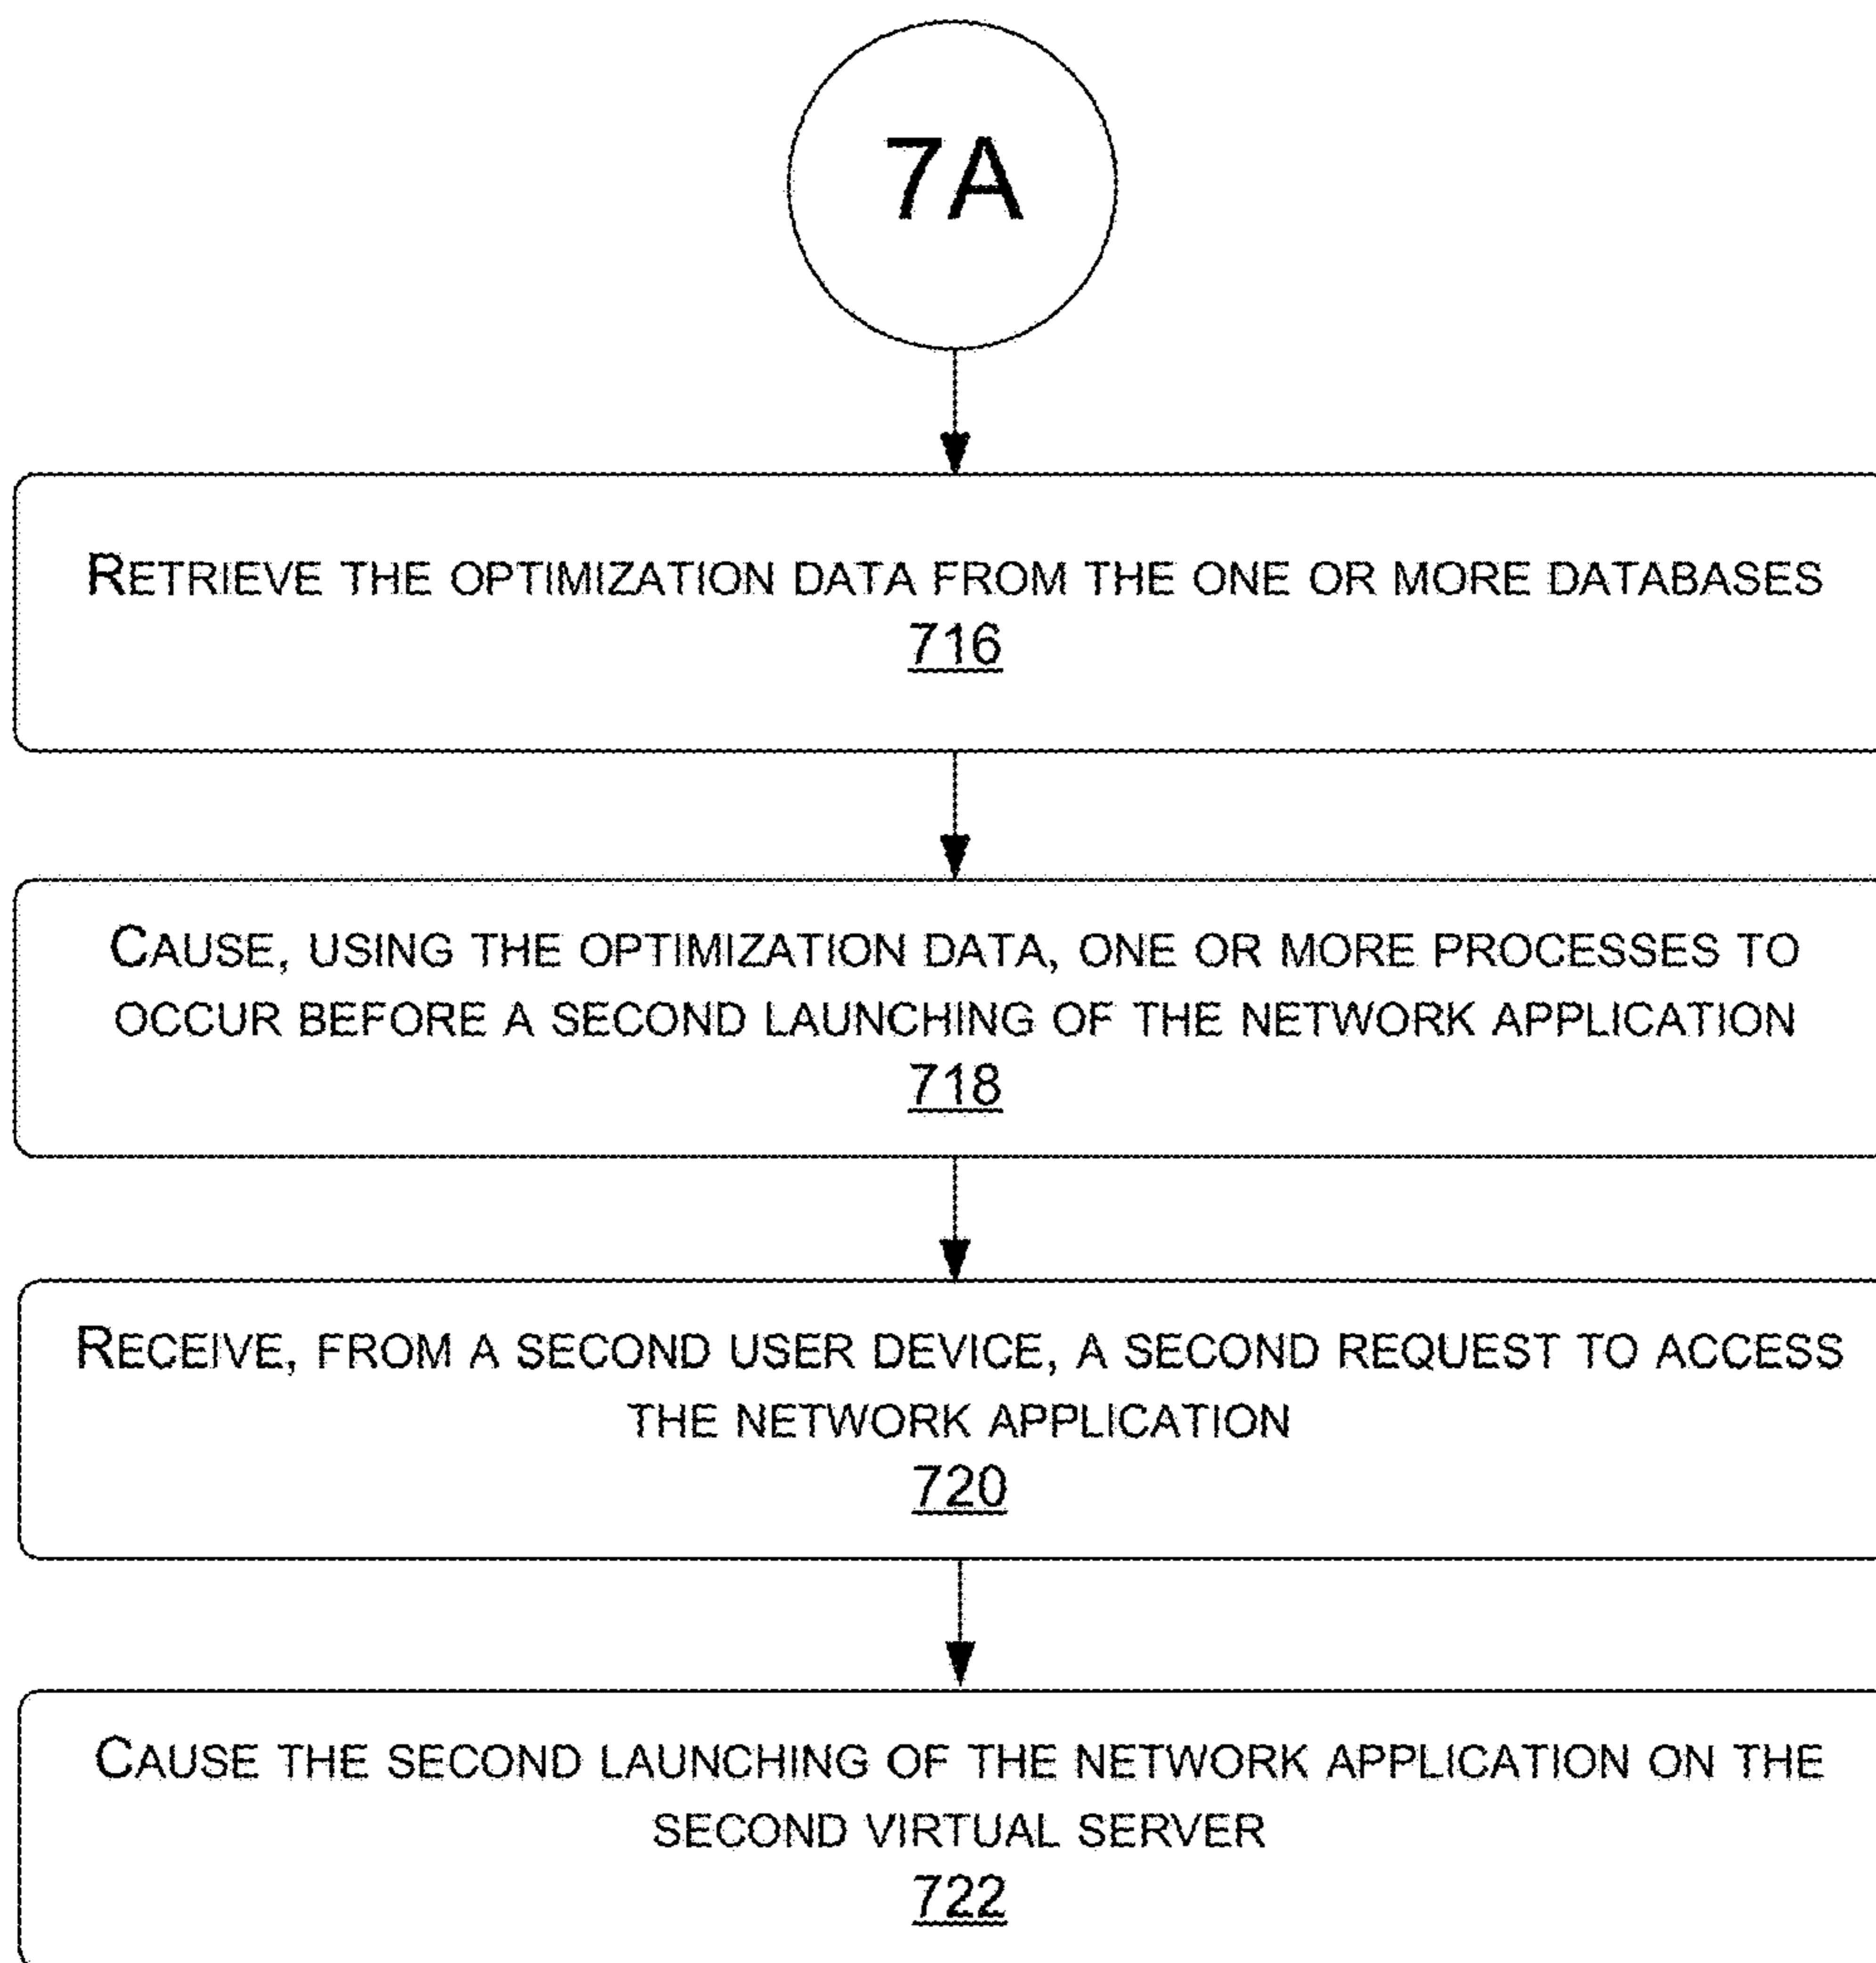 7A
RETRIEVE THE OPTIMIZATION DATA FROM THE ONE OR MORE DATABASES
716
CAUSE, USING THE OPTIMIZATION DATA, ONE OR MORE PROCESSES TO
OCCUR BEFORE A SECOND LAUNCHING OF THE NETWORK APPLICATION
718
RECEIVE, FROM A SECOND USER DEVICE, A SECOND REQUEST TO ACCESS
THE NETWORK APPLICATION
720
CAUSE THE SECOND LAUNCHING OF THE NETWORK APPLICATION ON THE
SECOND VIRTUAL SERVER
722